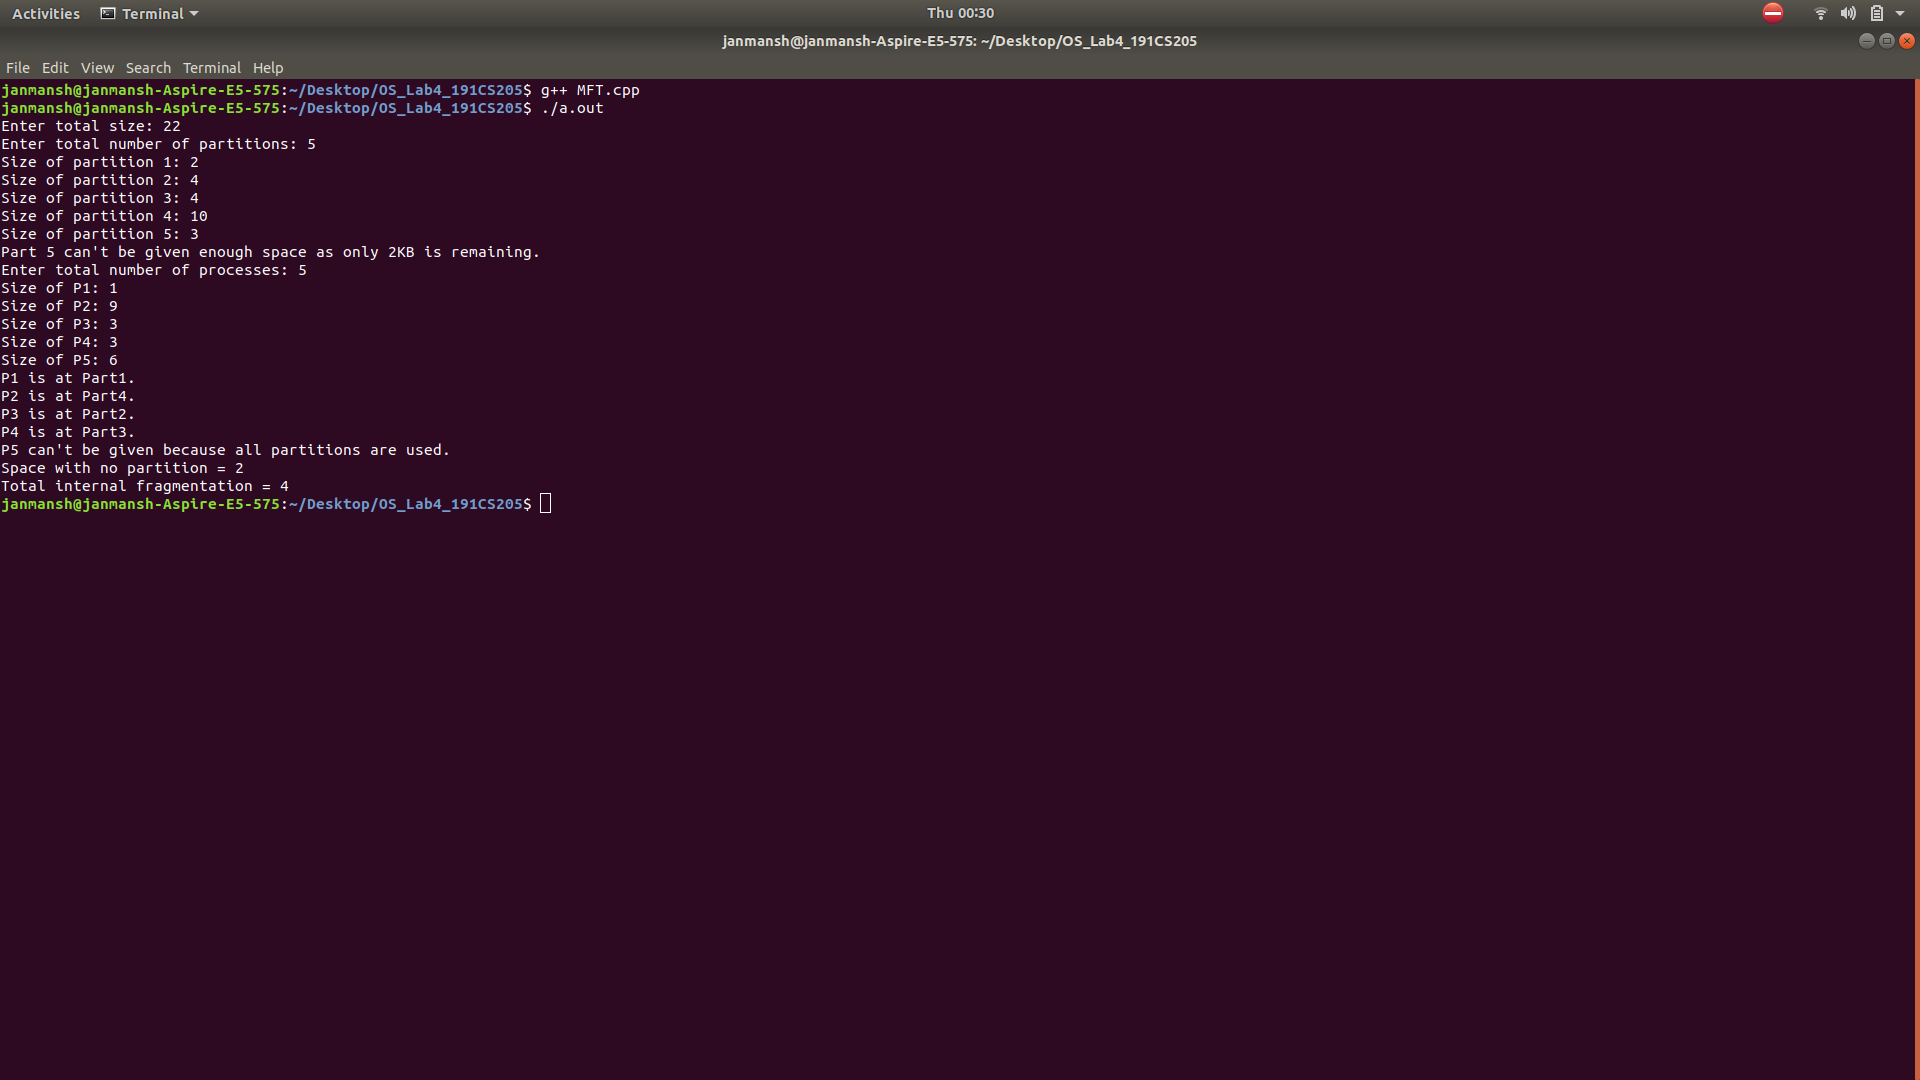 Activities Terminal Thu 00:30
janmansh@janmansh-Aspire-E5-575: ~/Desktop/OS_Lab4_191CS205
File Edit View Search Terminal Help
janmansh@janmansh-Aspire-E5-575:~/Desktop/OS_Lab4_191CS205$ g++ MFT.cpp
janmansh@janmansh-Aspire-E5-575:~/Desktop/OS_Lab4_191CS205$ ./a.out
Enter total size: 22
Enter total number of partitions: 5
Size of partition 1: 2
Size of partition 2: 4
Size of partition 3: 4
Size of partition 4: 10
Size of partition 5: 3
Part 5 can't be given enough space as only 2KB is remaining.
Enter total number of processes: 5
Size of P1: 1
Size of P2: 9
Size of P3: 3
Size of P4: 3
Size of P5: 6
P1 is at Part1.
P2 is at Part4.
P3 is at Part2.
P4 is at Part3.
P5 can't be given because all partitions are used.
Space with no partition = 2
Total internal fragmentation = 4
janmansh@janmansh-Aspire-E5-575:~/Desktop/OS_Lab4_191CS205$